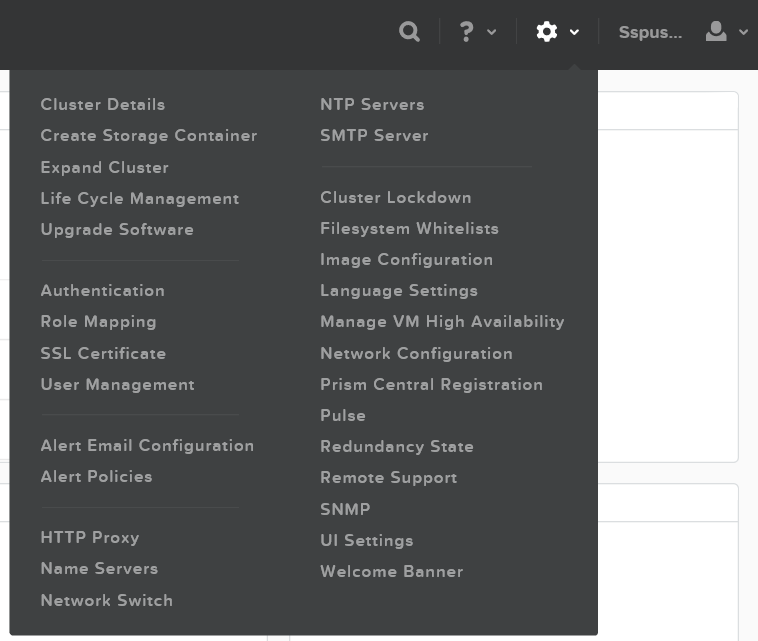 ? Sspus...
Cluster Details
Create Storage Container
Expand Cluster
Life Cycle Management
Upgrade Software
Authentication
Role Mapping
SSL Certificate
User Management
Alert Email Configuration
Alert Policies
HTTP Proxy
Name Servers
Network Switch
NTP Servers
SMTP Server
Cluster Lockdown
Filesystem Whitelists
Image Configuration
Language Settings
Manage VM High Availability
Network Configuration
Prism Central Registration
Pulse
Redundancy State
Remote Support
SNMP
UI Settings
Welcome Banner